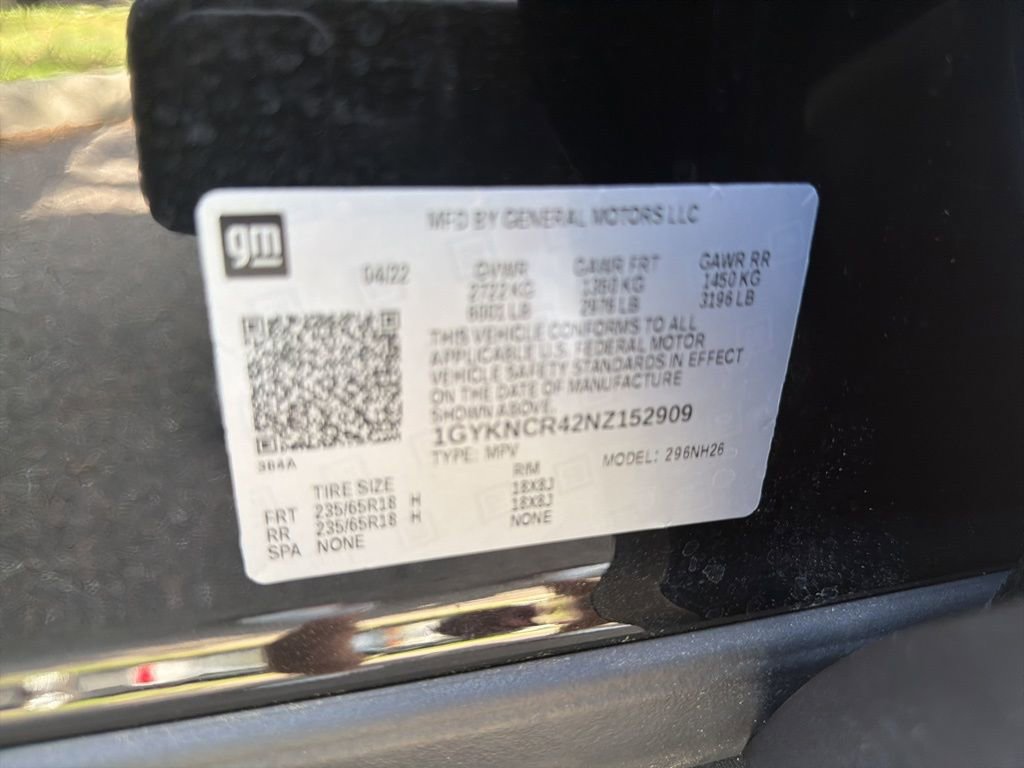 gm
MFD BY GENERAL MOTORS LLC
04/22
GVWR GAWR FRT GAWR RR
2722 KG 1350 KG 1450 KG
6001 LB 2976 LB 3196 LB
THIS VEHICLE CONFORMS TO ALL
APPLICABLE U.S. FEDERAL MOTOR
VEHICLE SAFETY STANDARDS IN EFFECT
ON THE DATE OF MANUFACTURE
SHOWN ABOVE.
1GYKNCR42NZ152909
TYPE: MPV MODEL: 296NH26
384A
TIRE SIZE RIM
FRT 235/65R18 H 18X8J
RR 235/65R18 H 18X8J
SPA NONE NONE